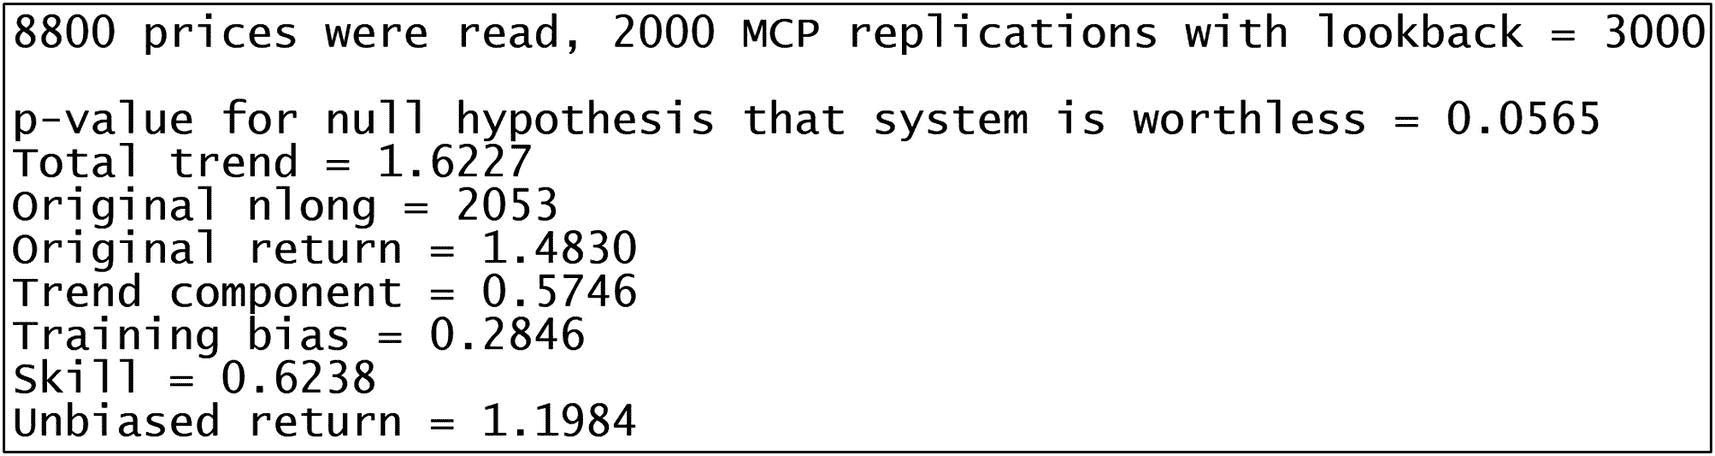 8800 prices were read, 2000 MCP replications with lookback = 3000
p-value for null hypothesis that system is worthless = 0.0565
Total trend = 1.6227
Original nlong = 2053
Original return = 1.4830
Trend component = 0.5746
Training bias = 0.2846
Skill = 0.6238
Unbiased return = 1.1984